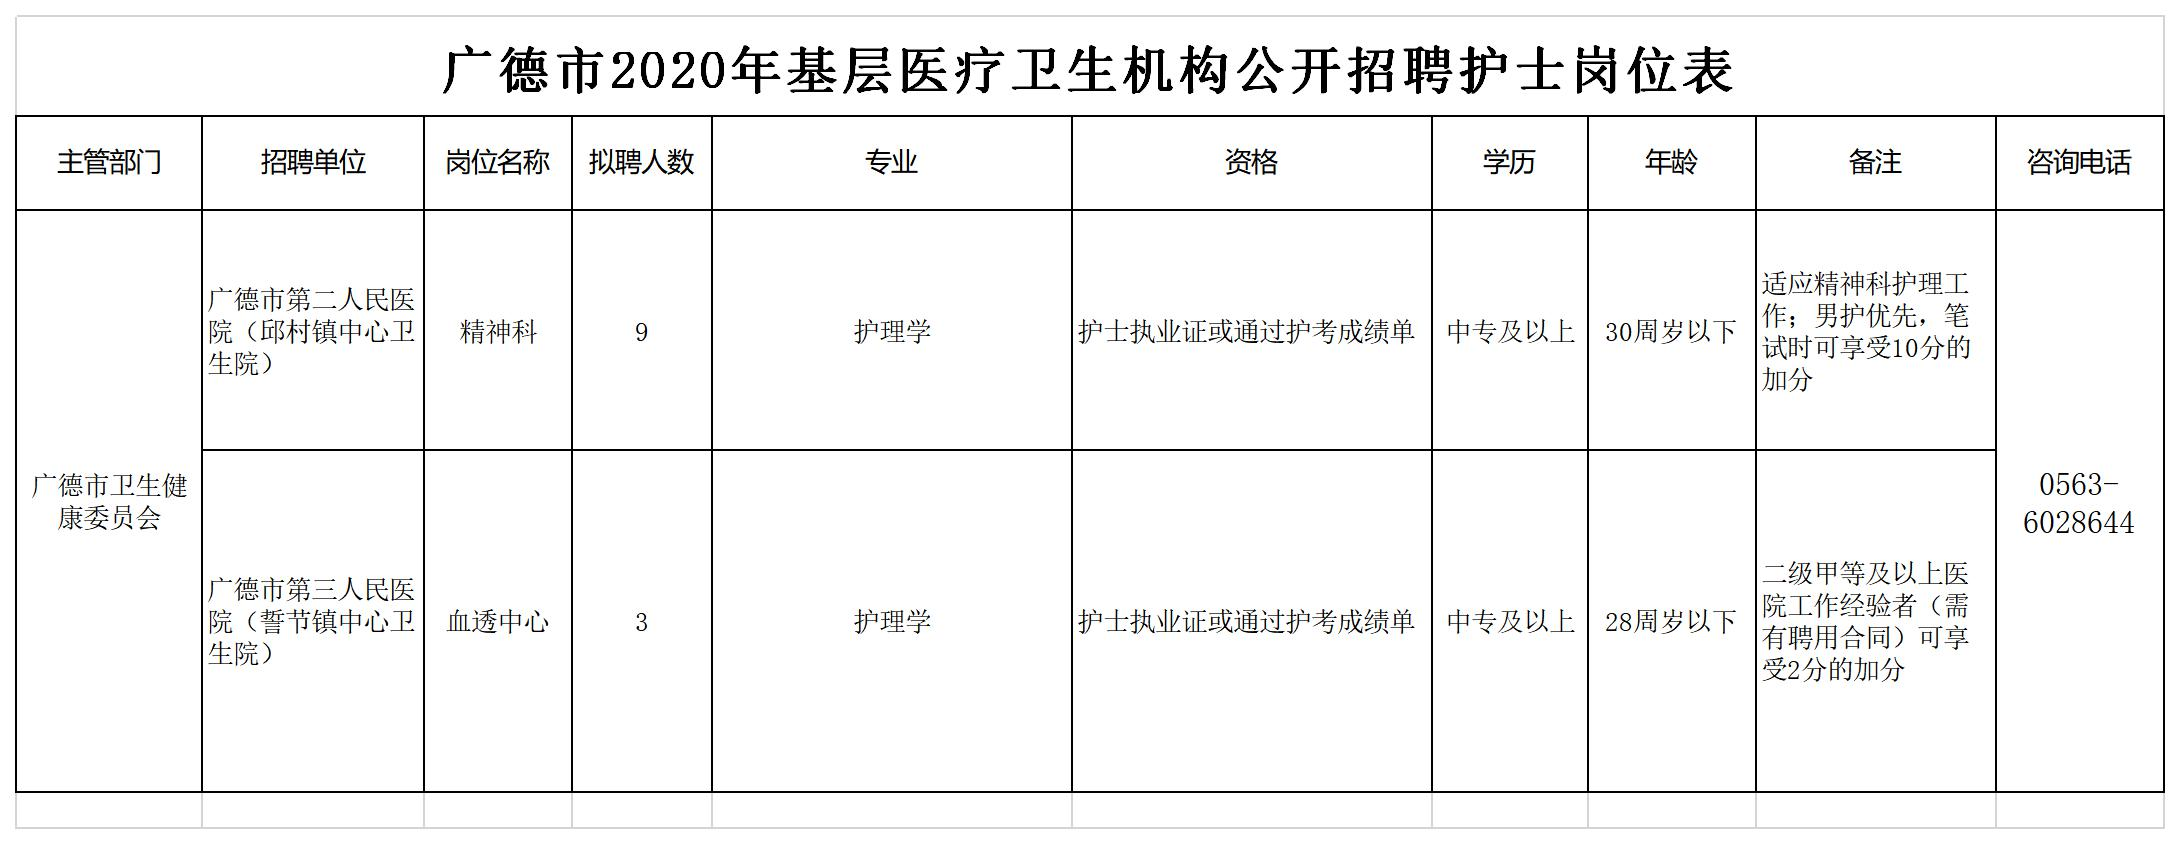 广德市2020年基层医疗卫生机构公开招聘护士岗位表
主管部门 招聘单位 岗位名称 拟聘人数 专业 资格 学历 年龄 备注 咨询电话
广德市卫生健
康委员会
广德市第二人民医
院（邱村镇中心卫
生院）
精神科
9
护理学
护士执业证或通过护考成绩单
中专及以上
30周岁以下
适应精神科护理工
作；男护优先，笔
试时可享受10分的
加分
广德市第三人民医
院（誓节镇中心卫
生院）
血透中心
3
护理学
护士执业证或通过护考成绩单
中专及以上
28周岁以下
二级甲等及以上医
院工作经验者（需
有聘用合同）可享
受2分的加分
0563-
6028644